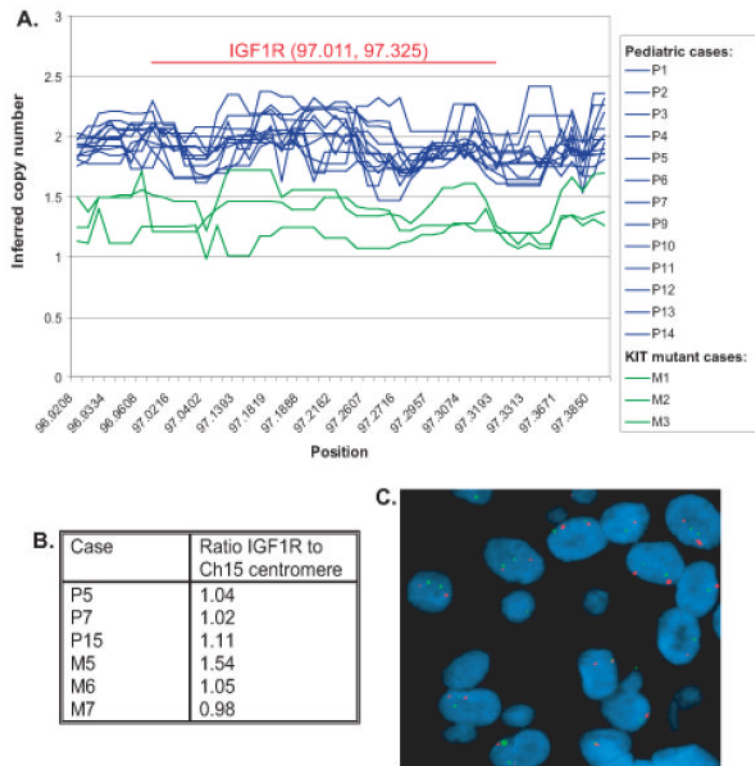 A.
3
2.5
2
1.5
1
0.5
0
Inferred copy number
IGF1R (97.011, 97.325)
96.9208
96.9334
96.9608
97.0216
97.0402
97.1393
97.1819
97.1886
97.2162
97.2607
97.2716
97.2957
97.3074
97.3193
97.3313
97.3671
97.3850
Position
Pediatric cases:
P1
P2
P3
P4
P5
P6
P7
P9
P10
P11
P12
P13
P14
KIT mutant cases:
M1
M2
M3
B.
Case Ratio IGF1R to
Ch15 centromere
P5 1.04
P7 1.02
P15 1.11
M5 1.54
M6 1.05
M7 0.98
C.